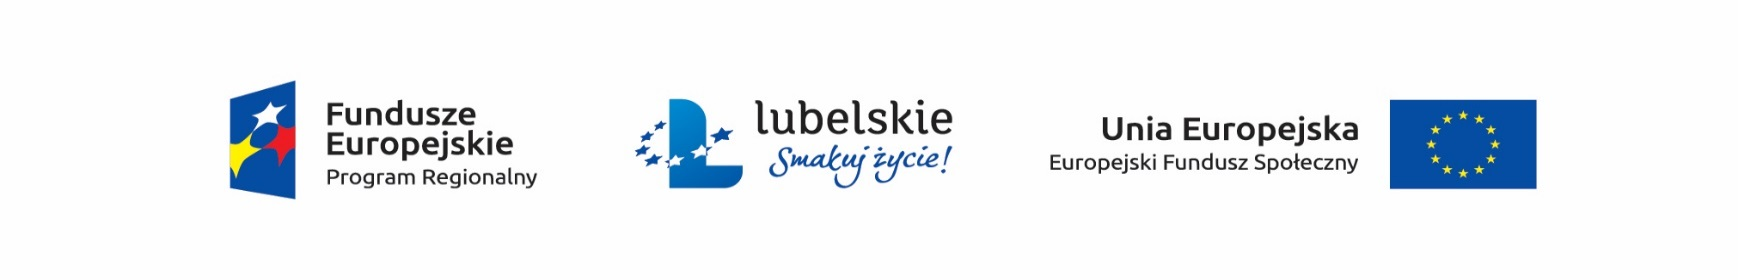 Fundusze
Europejskie
Program Regionalny
lubelskie
Smakuj życie!
Unia Europejska
Europejski Fundusz Społeczny